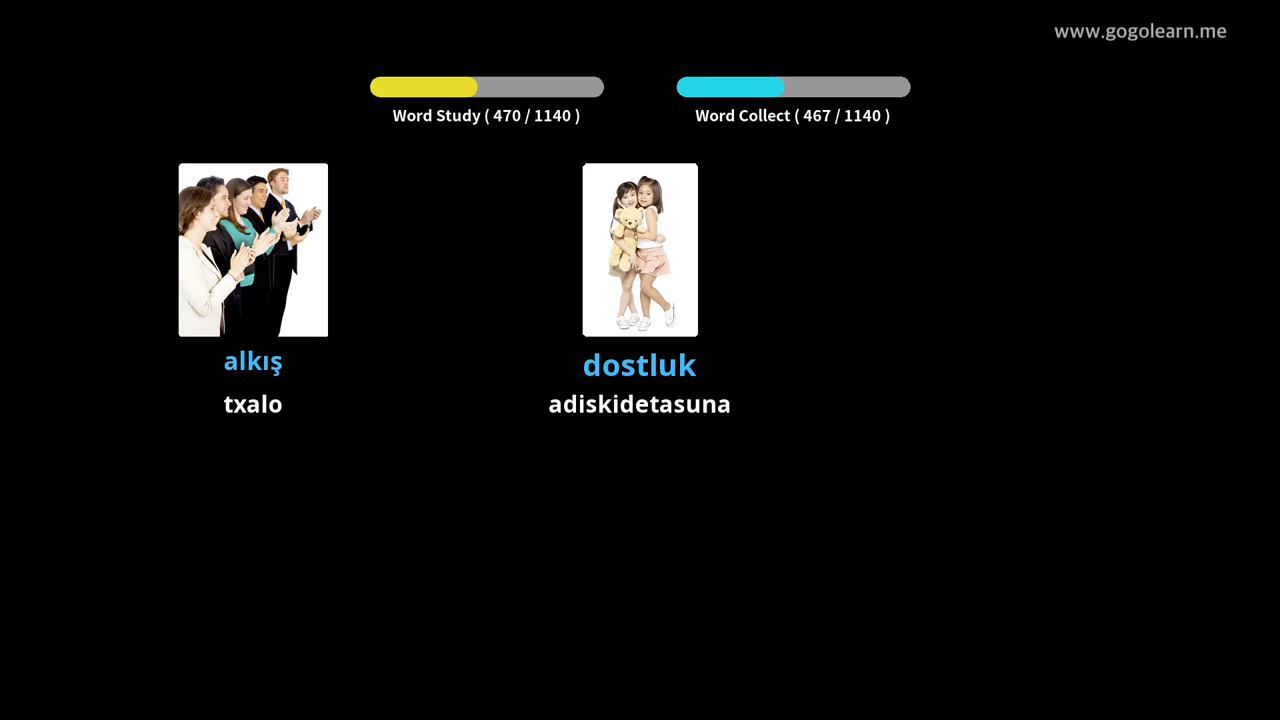 www.gogolearn.me
Word Study ( 470 / 1140 )
Word Collect ( 467 / 1140 )
alkış
txalo
dostluk
adiskidetasuna